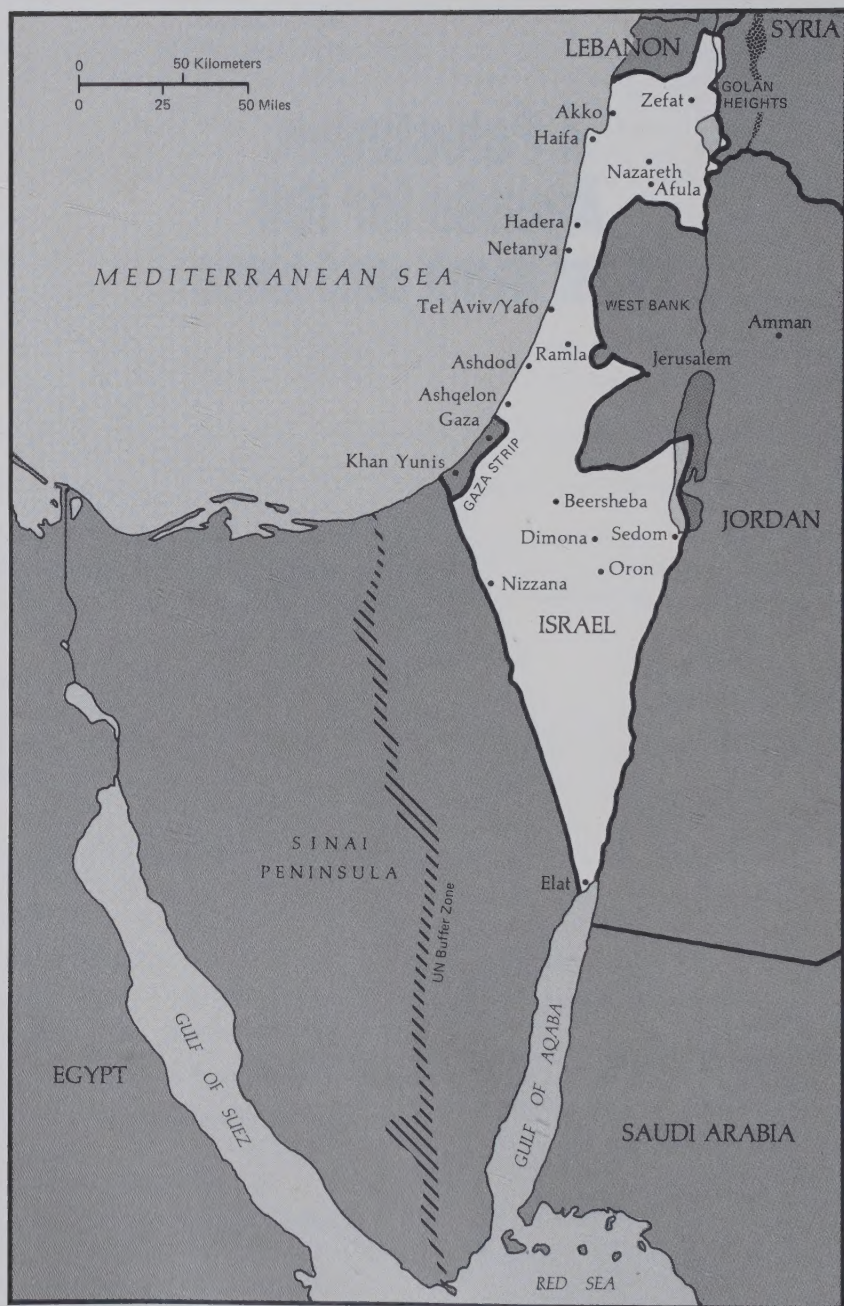 LEBANON
SYRIA
0 50 Kilometers
0 25 50 Miles
GOLAN
HEIGHTS
Zefat
Akko
Haifa
Nazareth
Afula
Hadera
Netanya
MEDITERRANEAN SEA
Tel Aviv/Yafo
WEST BANK
Amman
Ramla
Jerusalem
Ashdod
Ashqelon
Gaza
Khan Yunis
GAZA STRIP
Beersheba
Dimona
Sedom
JORDAN
Oron
Nizzana
ISRAEL
SINAI
PENINSULA
Elat
UN Buffer Zone
GULF OF SUEZ
GULF OF AQABA
EGYPT
SAUDI ARABIA
RED SEA